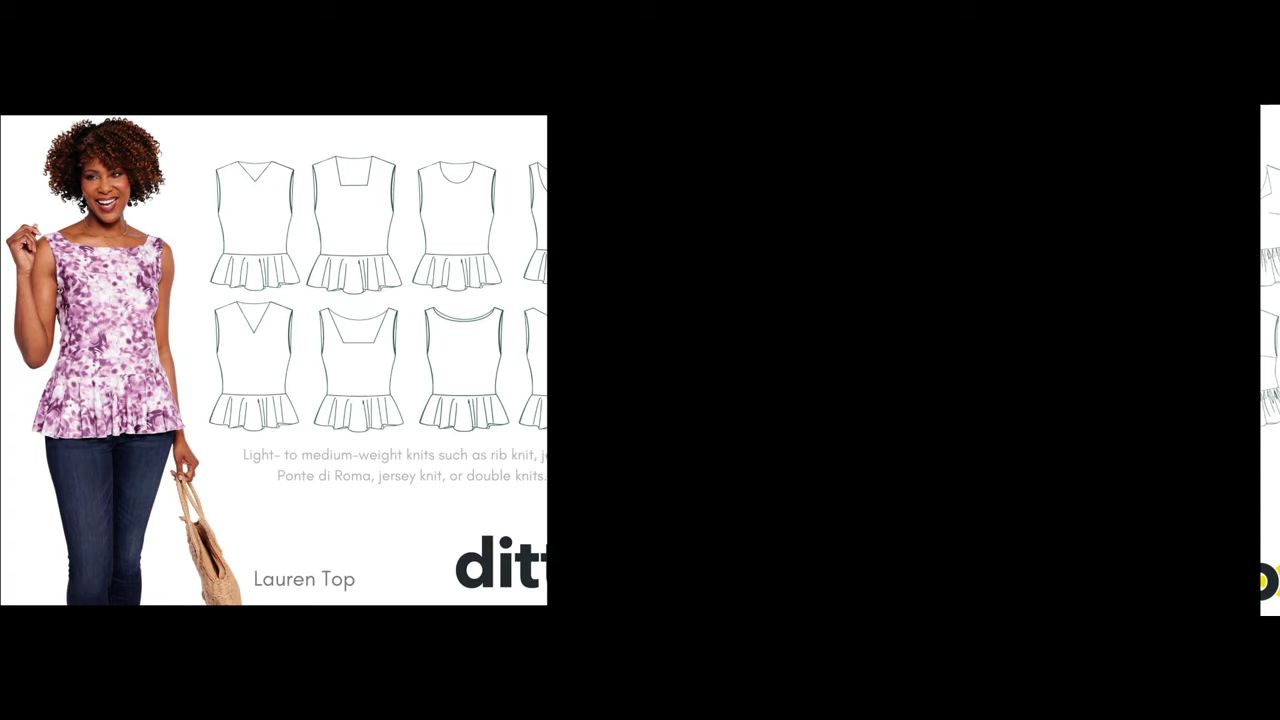 Light- to medium-weight knits such as rib knit,
Ponte di Roma, jersey knit, or double knits.
Lauren Top
ditt